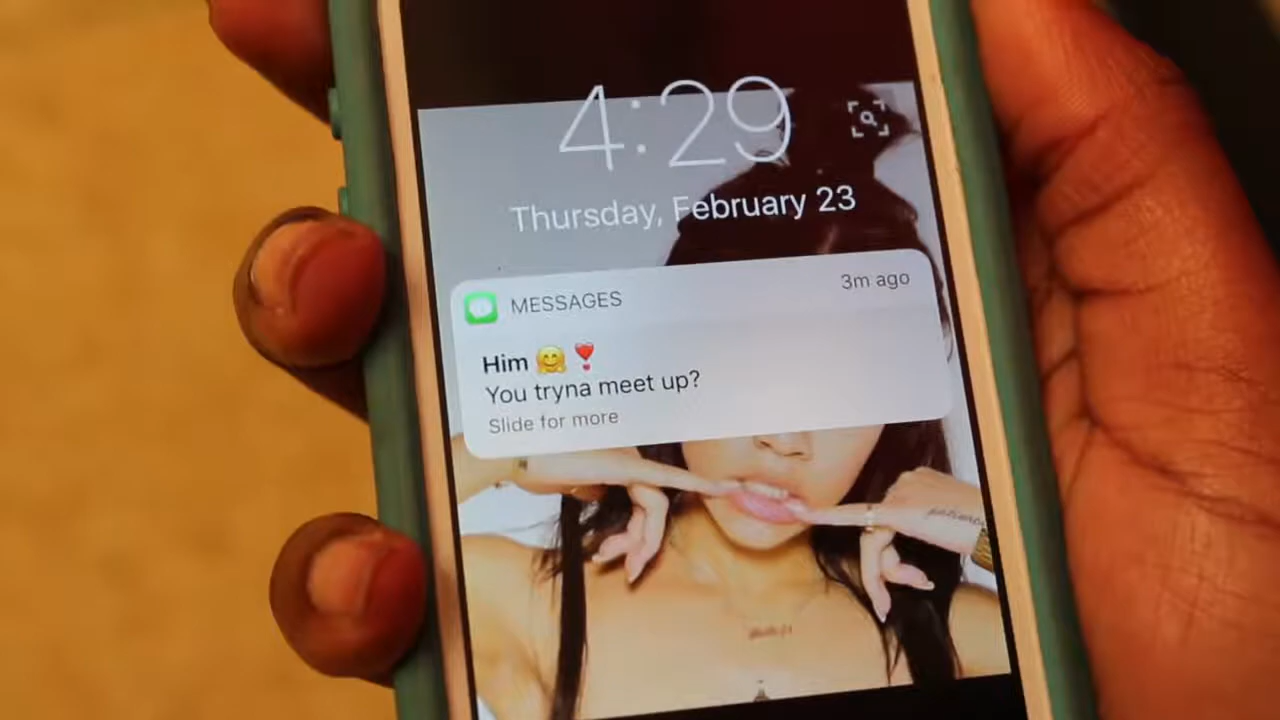 4:29
Thursday, February 23
MESSAGES 3m ago
Him 🤗 ❣️
You tryna meet up?
Slide for more